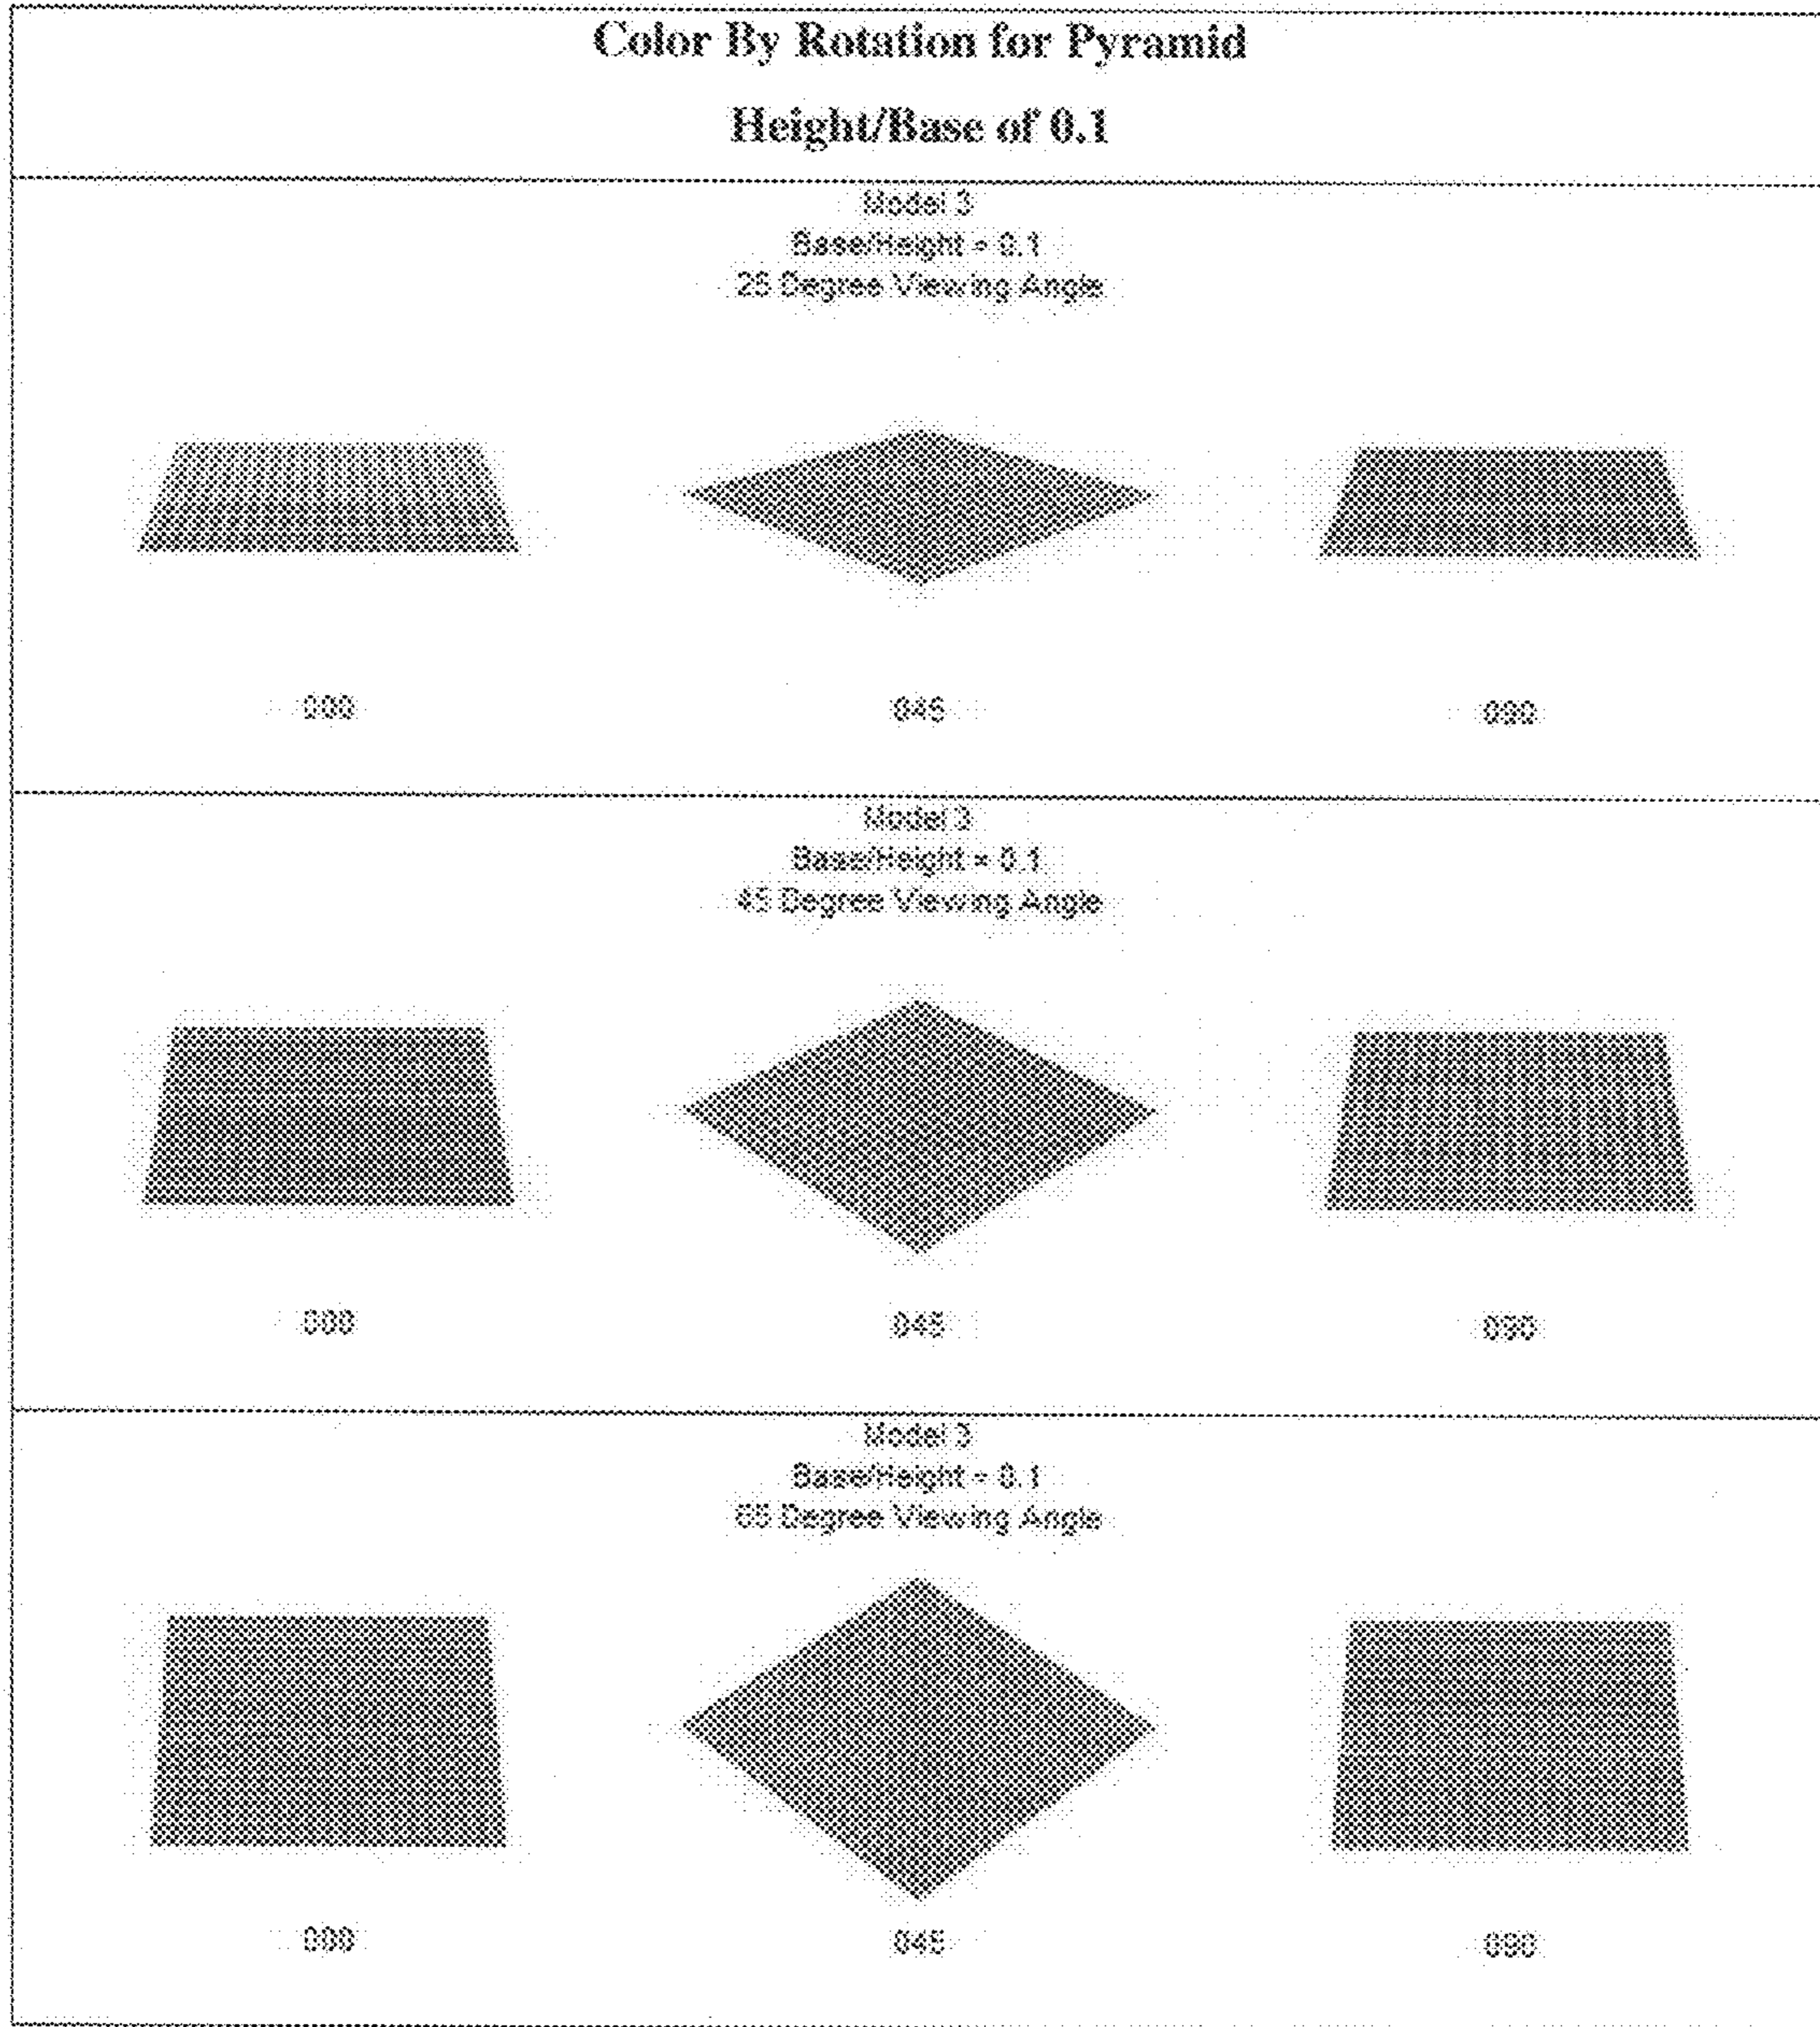 Color By Rotation for Pyramid
Height/Base of 0.1
Model 3
Base/Height = 0.1
25 Degree Viewing Angle
000 045 090
Model 3
Base/Height = 0.1
45 Degree Viewing Angle
000 045 090
Model 3
Base/Height = 0.1
65 Degree Viewing Angle
000 045 090